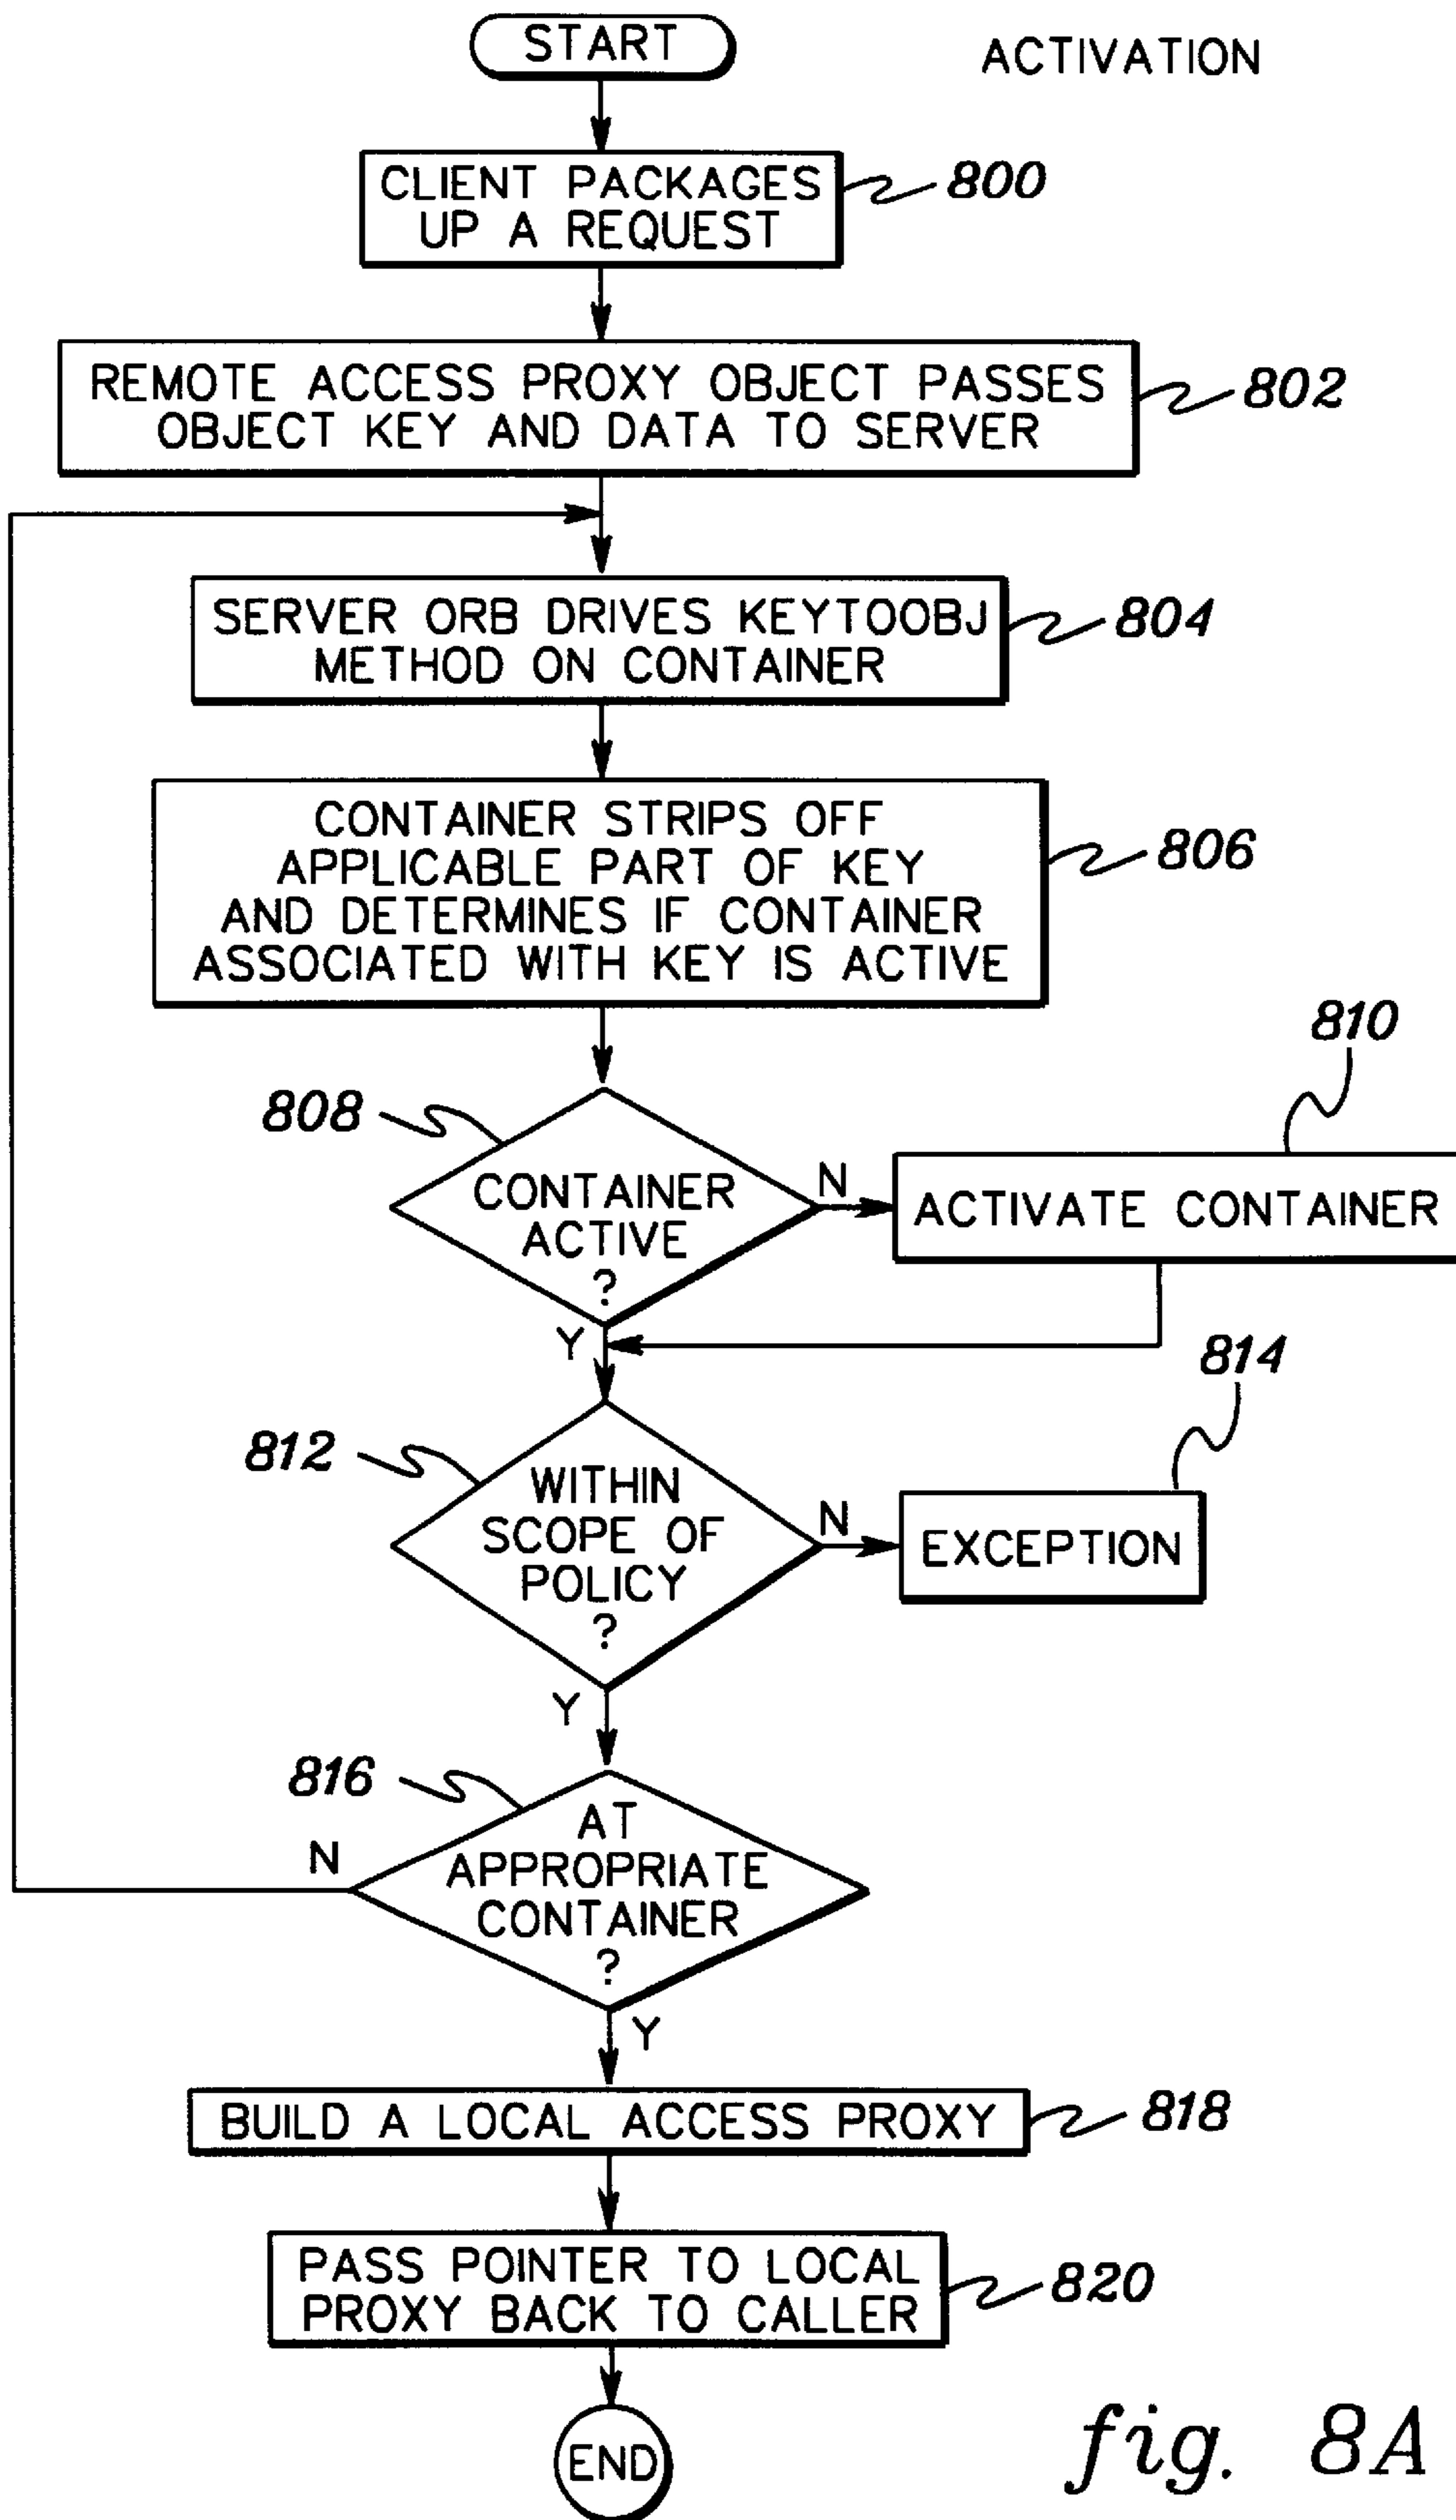 START
ACTIVATION
CLIENT PACKAGES
UP A REQUEST
800
REMOTE ACCESS PROXY OBJECT PASSES
OBJECT KEY AND DATA TO SERVER
802
SERVER ORB DRIVES KEYTOOBJ
METHOD ON CONTAINER
804
CONTAINER STRIPS OFF
APPLICABLE PART OF KEY
AND DETERMINES IF CONTAINER
ASSOCIATED WITH KEY IS ACTIVE
806
808
CONTAINER
ACTIVE
?
N
810
ACTIVATE CONTAINER
Y
812
WITHIN
SCOPE OF
POLICY
?
N
814
EXCEPTION
Y
816
AT
APPROPRIATE
CONTAINER
?
N
Y
BUILD A LOCAL ACCESS PROXY
818
PASS POINTER TO LOCAL
PROXY BACK TO CALLER
820
END
fig. 8A